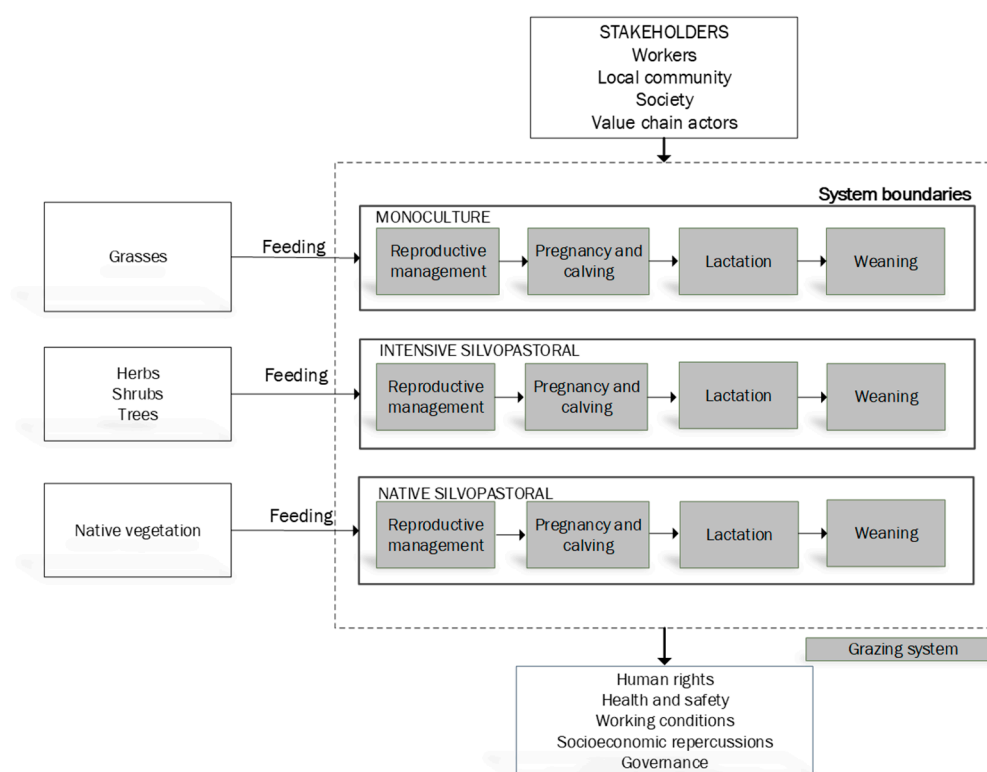 STAKEHOLDERS
Workers
Local community
Society
Value chain actors
System boundaries
Grasses
Feeding
MONOCULTURE
Reproductive
management
Pregnancy and
calving
Lactation
Weaning
Herbs
Shrubs
Trees
Feeding
INTENSIVE SILVOPASTORAL
Reproductive
management
Pregnancy and
calving
Lactation
Weaning
Native vegetation
Feeding
NATIVE SILVOPASTORAL
Reproductive
management
Pregnancy and
calving
Lactation
Weaning
Grazing system
Human rights
Health and safety
Working conditions
Socioeconomic repercussions
Governance